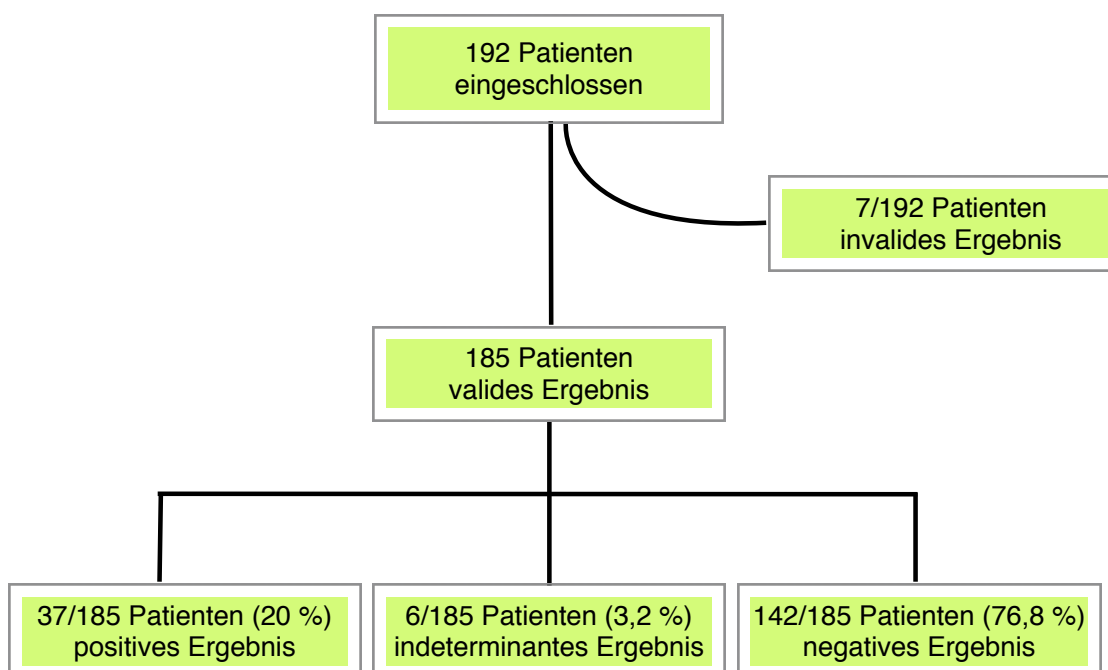 192 Patienten
eingeschlossen
7/192 Patienten
invalides Ergebnis
185 Patienten
valides Ergebnis
37/185 Patienten (20 %)
positives Ergebnis
6/185 Patienten (3,2 %)
indeterminantes Ergebnis
142/185 Patienten (76,8 %)
negatives Ergebnis